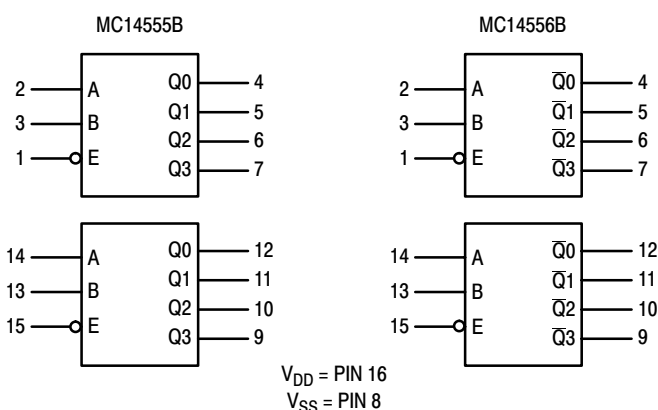 MC14555B
2 A Q0 4
Q1 5
3 B Q2 6
1 E Q3 7
14 A Q0 12
Q1 11
13 B Q2 10
15 E Q3 9
MC14556B
2 A Q̅0 4
Q̅1 5
3 B Q̅2 6
1 E Q̅3 7
14 A Q̅0 12
Q̅1 11
13 B Q̅2 10
15 E Q̅3 9
V_DD = PIN 16
V_SS = PIN 8